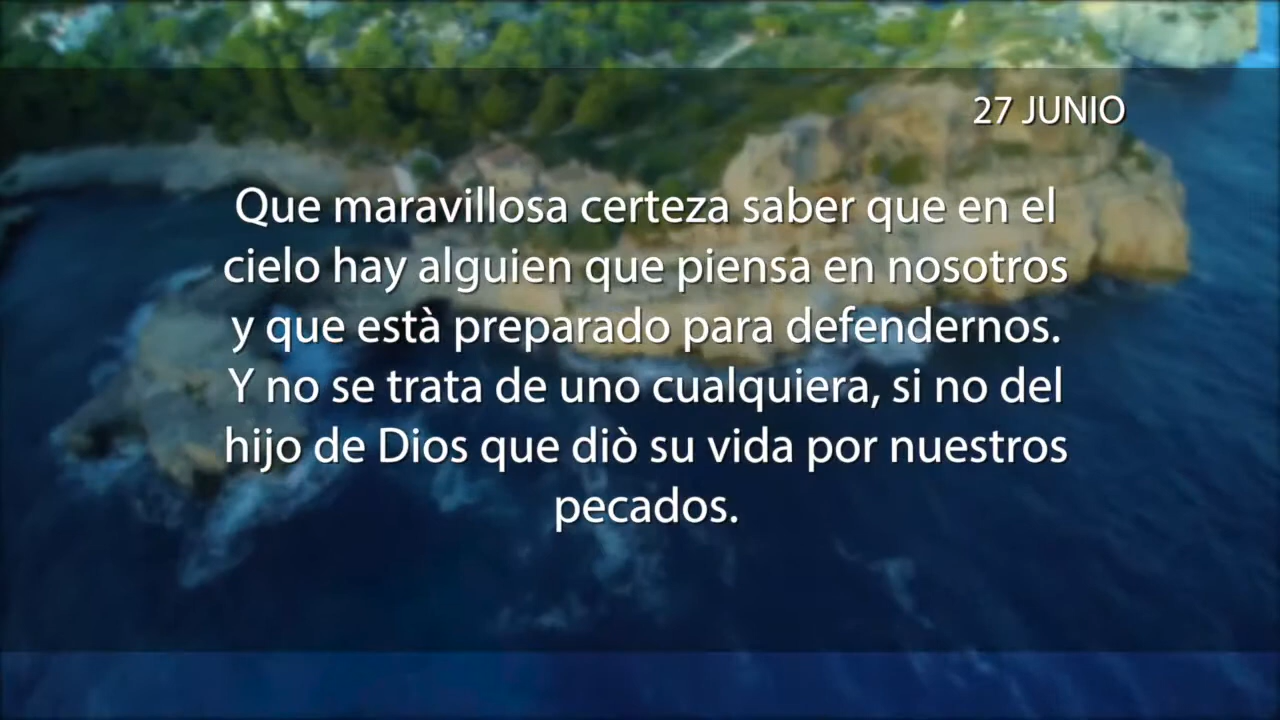 27 JUNIO
Que maravillosa certeza saber que en el
cielo hay alguien que piensa en nosotros
y que està preparado para defendernos.
Y no se trata de uno cualquiera, si no del
hijo de Dios que diò su vida por nuestros
pecados.